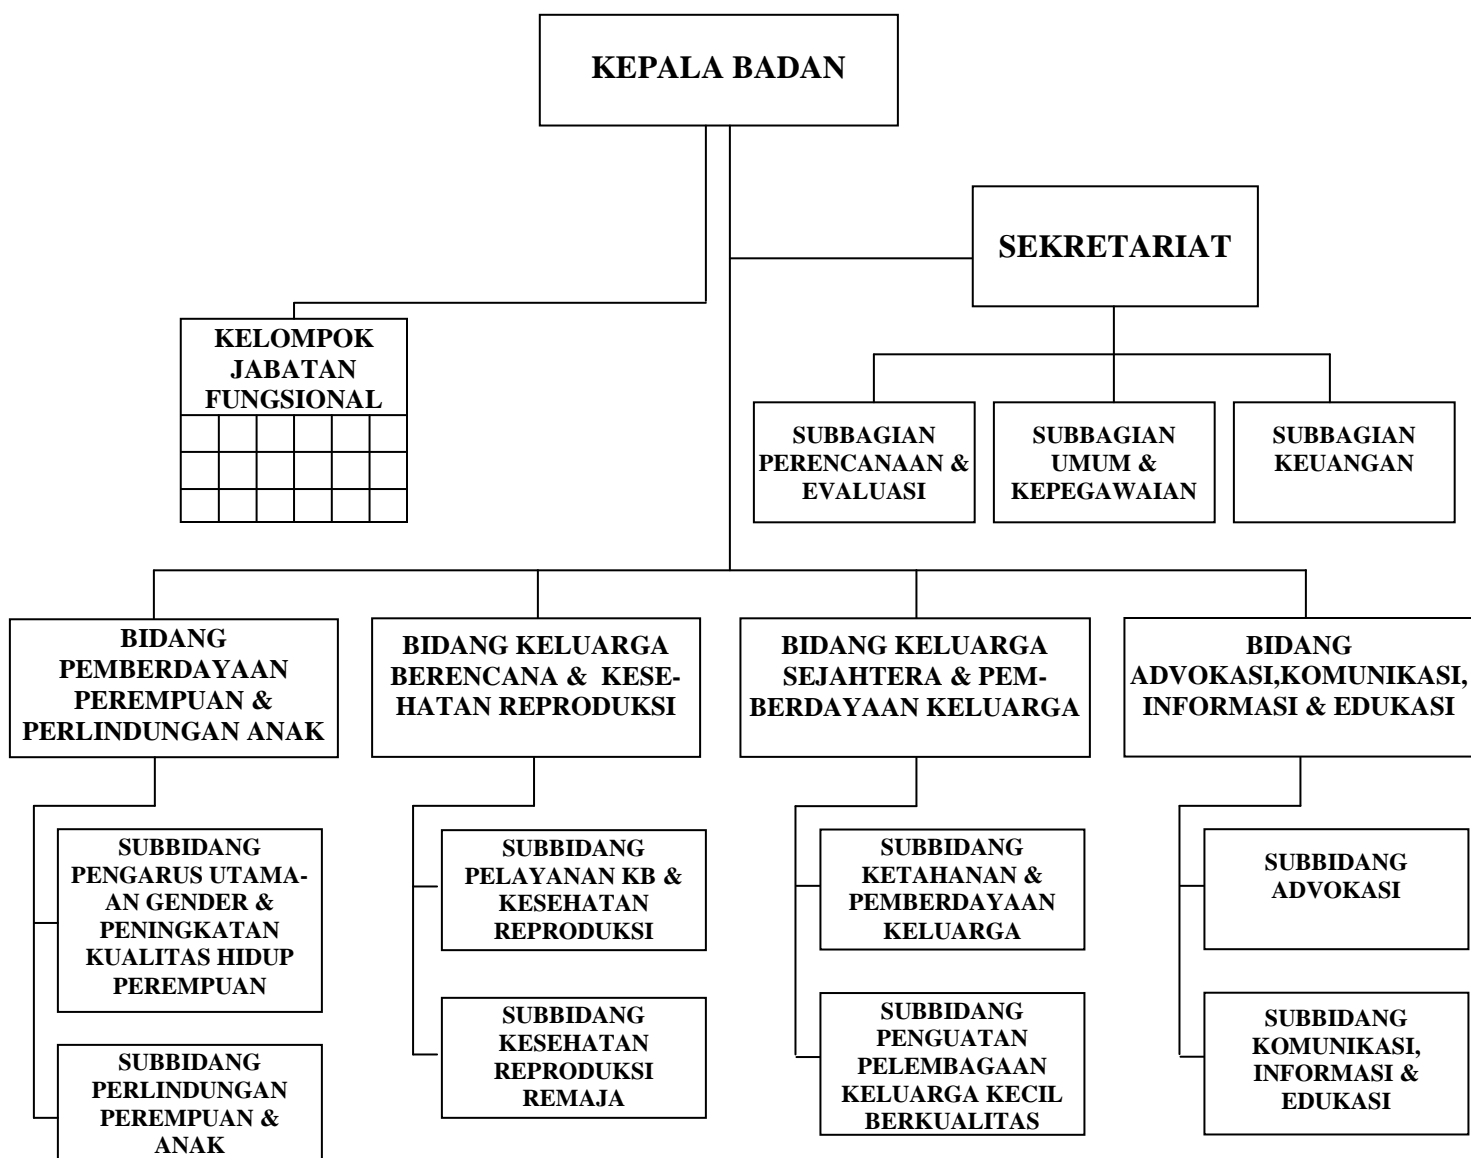 KEPALA BADAN
SEKRETARIAT
KELOMPOK
JABATAN
FUNGSIONAL
SUBBAGIAN
PERENCANAAN &
EVALUASI
SUBBAGIAN
UMUM &
KEPEGAWAIAN
SUBBAGIAN
KEUANGAN
BIDANG
PEMBERDAYAAN
PEREMPUAN &
PERLINDUNGAN ANAK
BIDANG KELUARGA
BERENCANA & KESE-
HATAN REPRODUKSI
BIDANG KELUARGA
SEJAHTERA & PEM-
BERDAYAAN KELUARGA
BIDANG
ADVOKASI,KOMUNIKASI,
INFORMASI & EDUKASI
SUBBIDANG
PENGARUS UTAMA-
AN GENDER &
PENINGKATAN
KUALITAS HIDUP
PEREMPUAN
SUBBIDANG
PELAYANAN KB &
KESEHATAN
REPRODUKSI
SUBBIDANG
KETAHANAN &
PEMBERDAYAAN
KELUARGA
SUBBIDANG
ADVOKASI
SUBBIDANG
PERLINDUNGAN
PEREMPUAN &
ANAK
SUBBIDANG
KESEHATAN
REPRODUKSI
REMAJA
SUBBIDANG
PENGUATAN
PELEMBAGAAN
KELUARGA KECIL
BERKUALITAS
SUBBIDANG
KOMUNIKASI,
INFORMASI &
EDUKASI